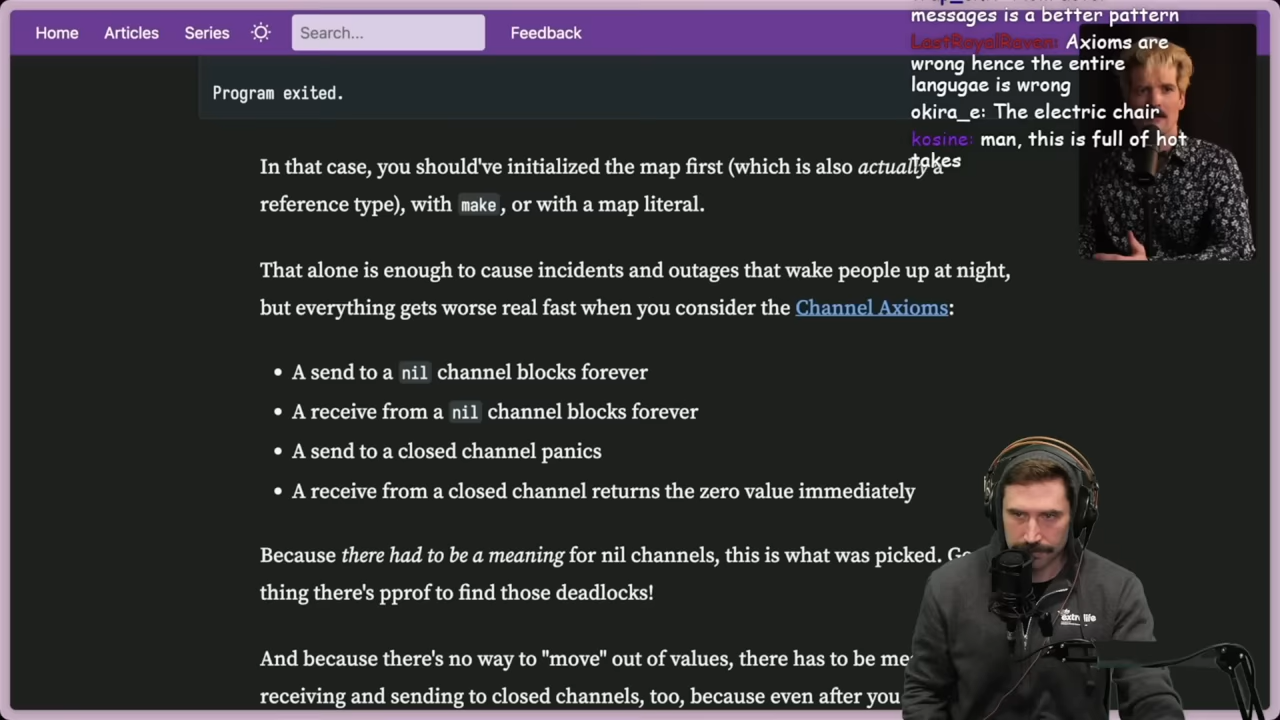 Home Articles Series Search... Feedback
messages is a better pattern
LastRoyalRaven: Axioms are
wrong hence the entire
langugae is wrong
okira_e: The electric chair
kosine: man, this is full of hot
takes
Program exited.
In that case, you should've initialized the map first (which is also actually a
reference type), with make, or with a map literal.
That alone is enough to cause incidents and outages that wake people up at night,
but everything gets worse real fast when you consider the Channel Axioms:
• A send to a nil channel blocks forever
• A receive from a nil channel blocks forever
• A send to a closed channel panics
• A receive from a closed channel returns the zero value immediately
Because there had to be a meaning for nil channels, this is what was picked.
thing there's pprof to find those deadlocks!
And because there's no way to "move" out of values, there has to be
receiving and sending to closed channels, too, because even after you
extralife